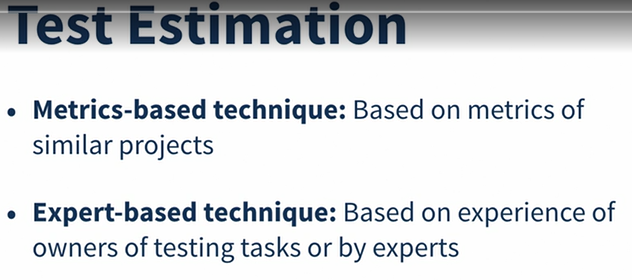 Test Estimation
• Metrics-based technique: Based on metrics of
similar projects
• Expert-based technique: Based on experience of
owners of testing tasks or by experts